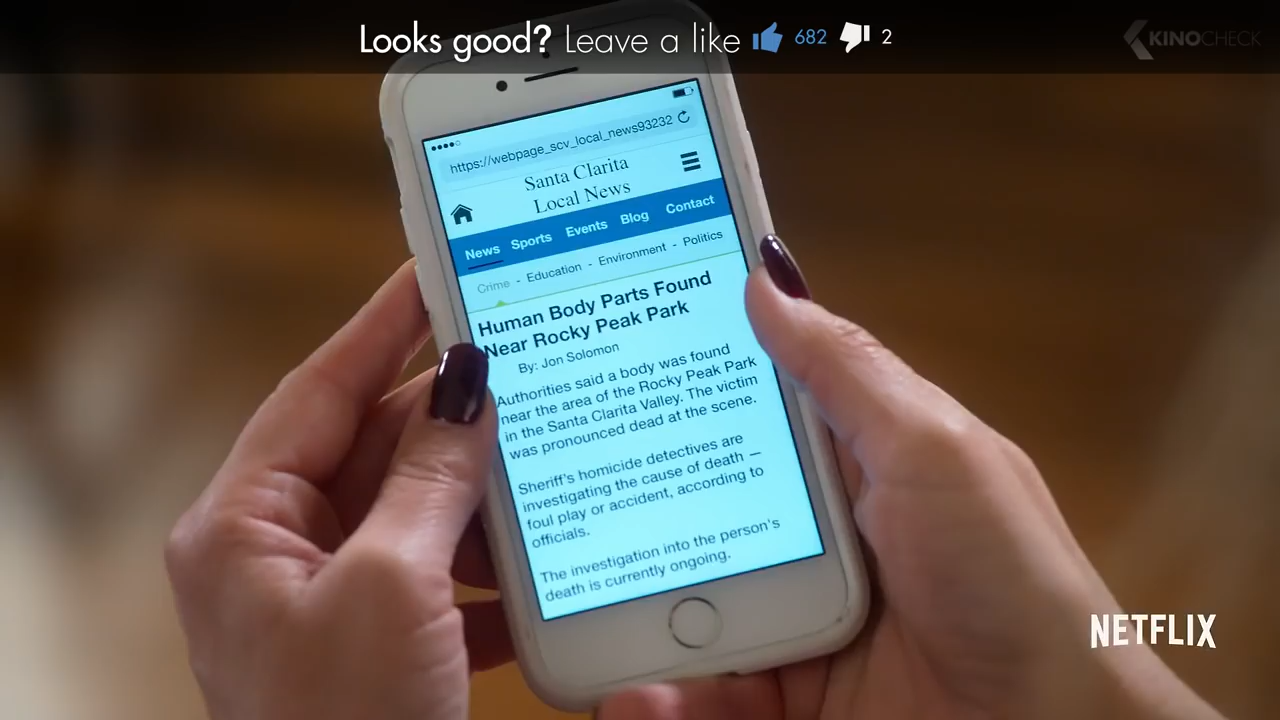 Looks good? Leave a like 682 2
KINOCHECK
https://webpage_scv_local_news93232
Santa Clarita
Local News
News Sports Events Blog Contact
Crime - Education - Environment - Politics
Human Body Parts Found
Near Rocky Peak Park
By: Jon Solomon
Authorities said a body was found
near the area of the Rocky Peak Park
in the Santa Clarita Valley. The victim
was pronounced dead at the scene.
Sheriff's homicide detectives are
investigating the cause of death —
foul play or accident, according to
officials.
The investigation into the person's
death is currently ongoing.
NETFLIX